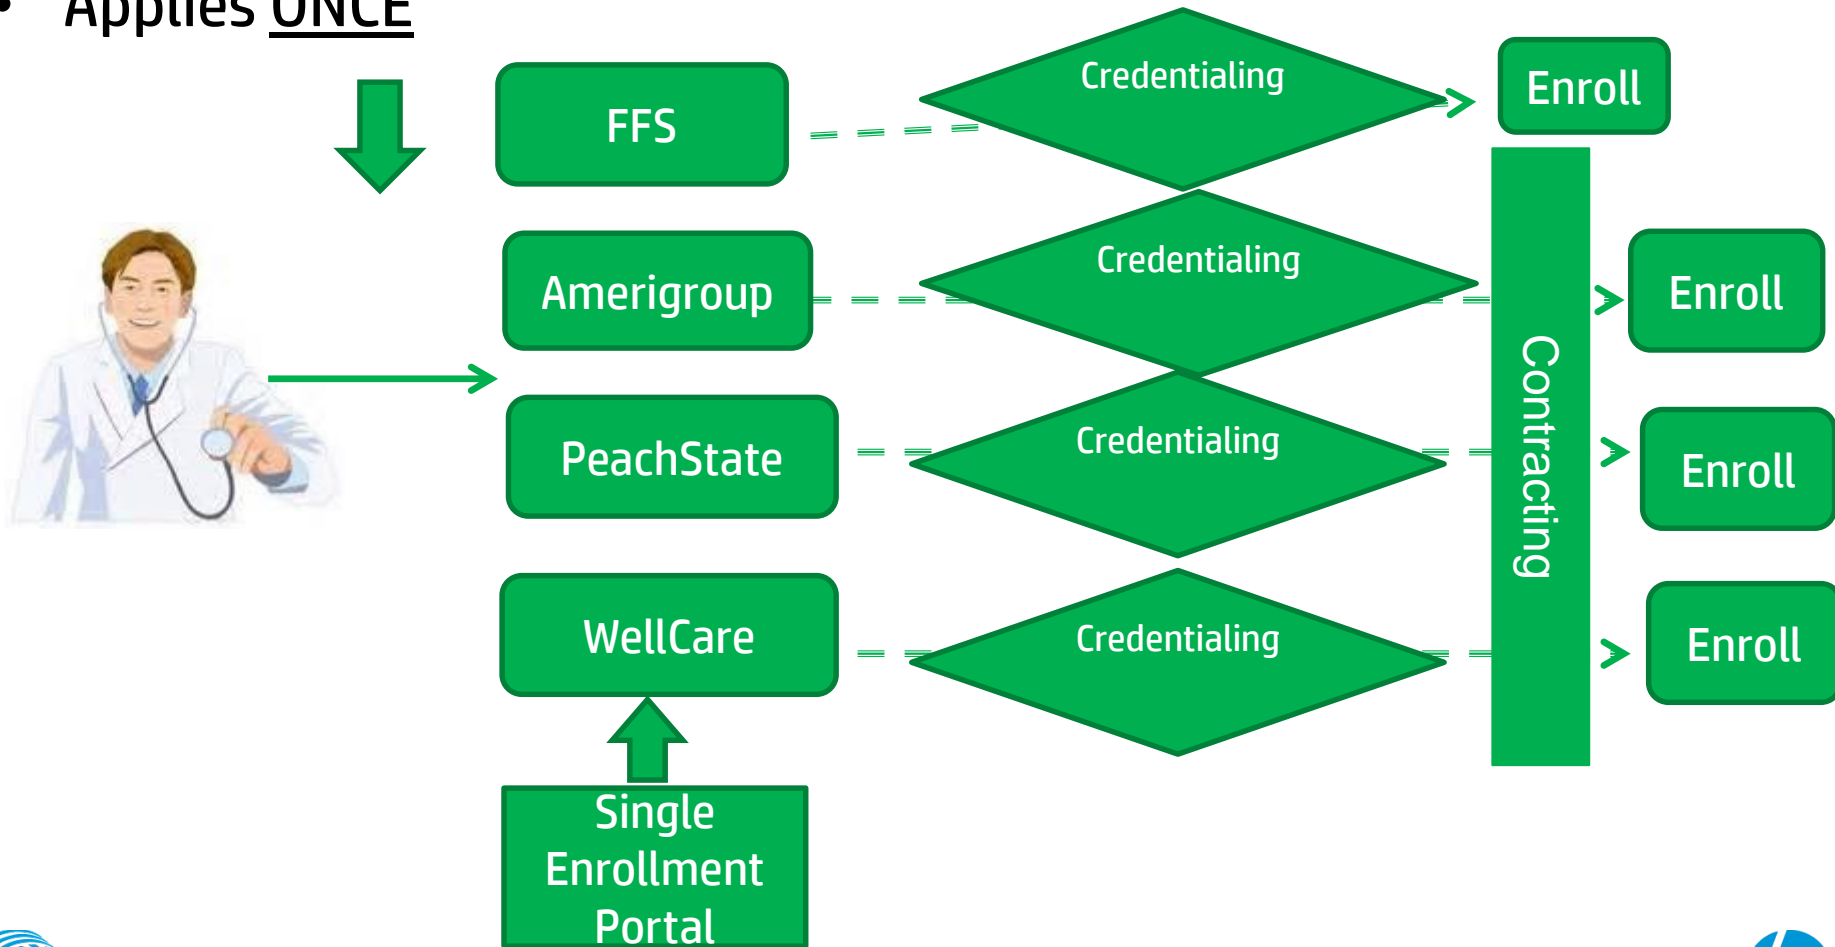 • Applies ONCE
FFS
Credentialing
Enroll
Amerigroup
Credentialing
Enroll
PeachState
Credentialing
Enroll
WellCare
Credentialing
Enroll
Contracting
Single
Enrollment
Portal